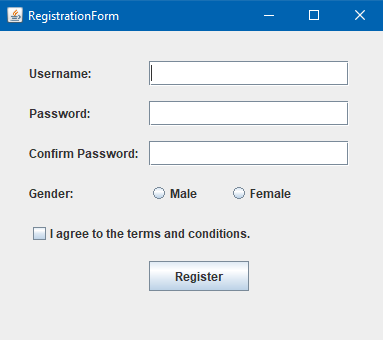 RegistrationForm
Username:
Password:
Confirm Password:
Gender: Male Female
I agree to the terms and conditions.
Register